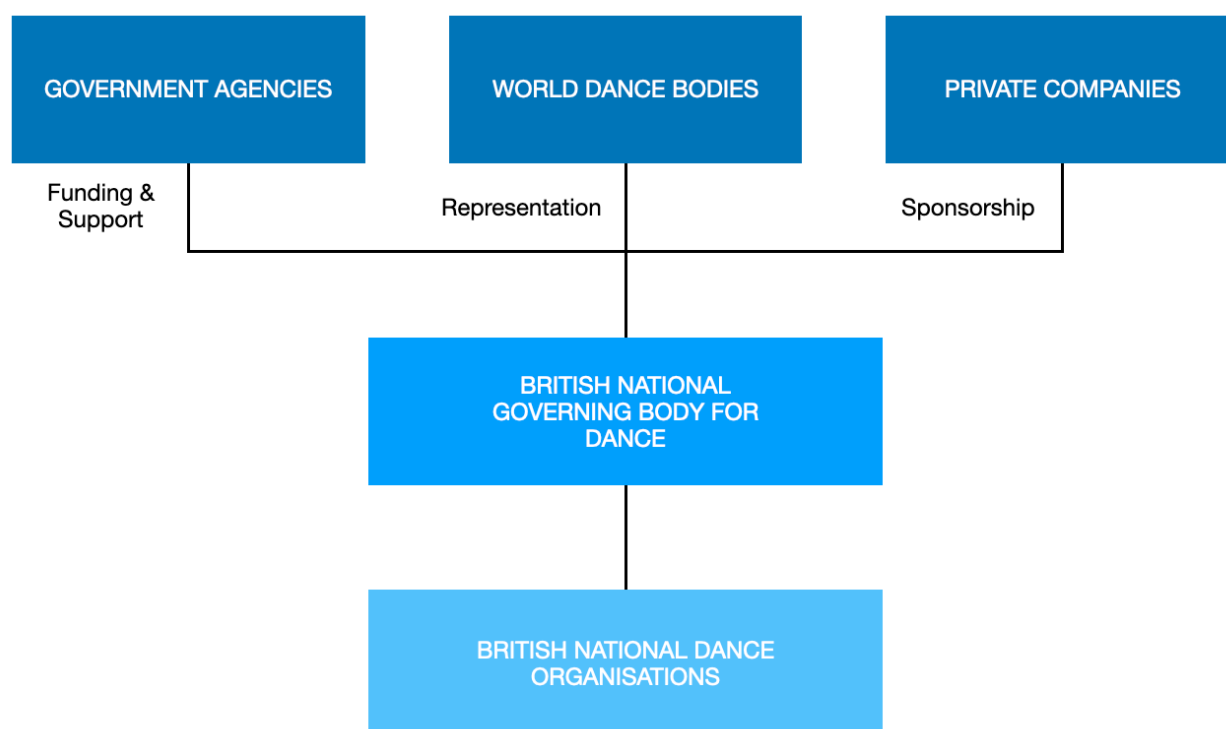 GOVERNMENT AGENCIES
WORLD DANCE BODIES
PRIVATE COMPANIES
Funding &
Support
Representation
Sponsorship
BRITISH NATIONAL
GOVERNING BODY FOR
DANCE
BRITISH NATIONAL DANCE
ORGANISATIONS